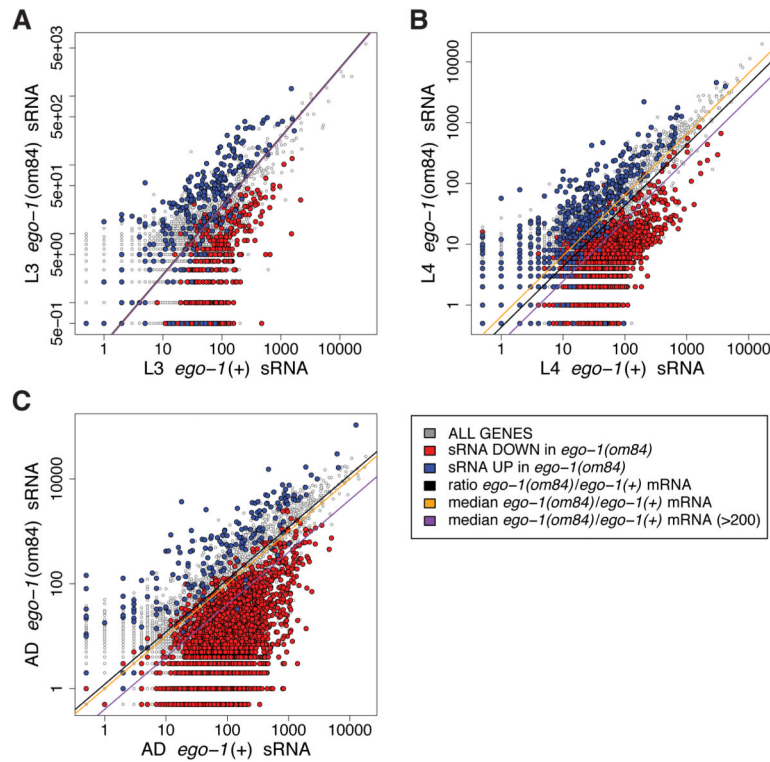 A
5e+03
5e+02
5e+01
5e+00
5e−01
L3 ego−1(om84) sRNA
1
10
100
1000
10000
L3 ego−1(+) sRNA
B
10000
1000
100
10
1
L4 ego−1(om84) sRNA
1
10
100
1000
10000
L4 ego−1(+) sRNA
C
10000
100
1
AD ego−1(om84) sRNA
1
10
100
1000
10000
AD ego−1(+) sRNA
ALL GENES
sRNA DOWN in ego−1(om84)
sRNA UP in ego−1(om84)
ratio ego−1(om84)/ego−1(+) mRNA
median ego−1(om84)/ego−1(+) mRNA
median ego−1(om84)/ego−1(+) mRNA (>200)